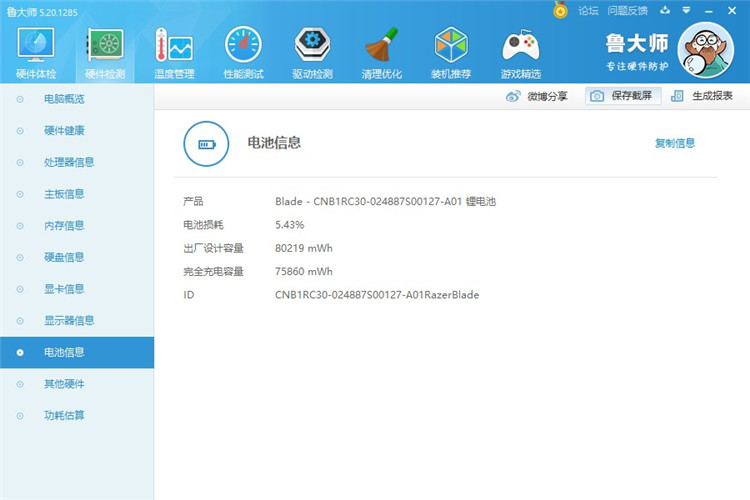 鲁大师 5.20.1285
论坛 问题反馈
硬件体检 硬件检测 温度管理 性能测试 驱动检测 清理优化 装机推荐 游戏精选
鲁大师
专注硬件防护
微博分享 保存截屏 生成报表
电脑概览
硬件健康
处理器信息
主板信息
内存信息
硬盘信息
显卡信息
显示器信息
电池信息
其他硬件
功耗估算
电池信息 复制信息
产品 Blade - CNB1RC30-024887S00127-A01 锂电池
电池损耗 5.43%
出厂设计容量 80219 mWh
完全充电容量 75860 mWh
ID CNB1RC30-024887S00127-A01RazerBlade